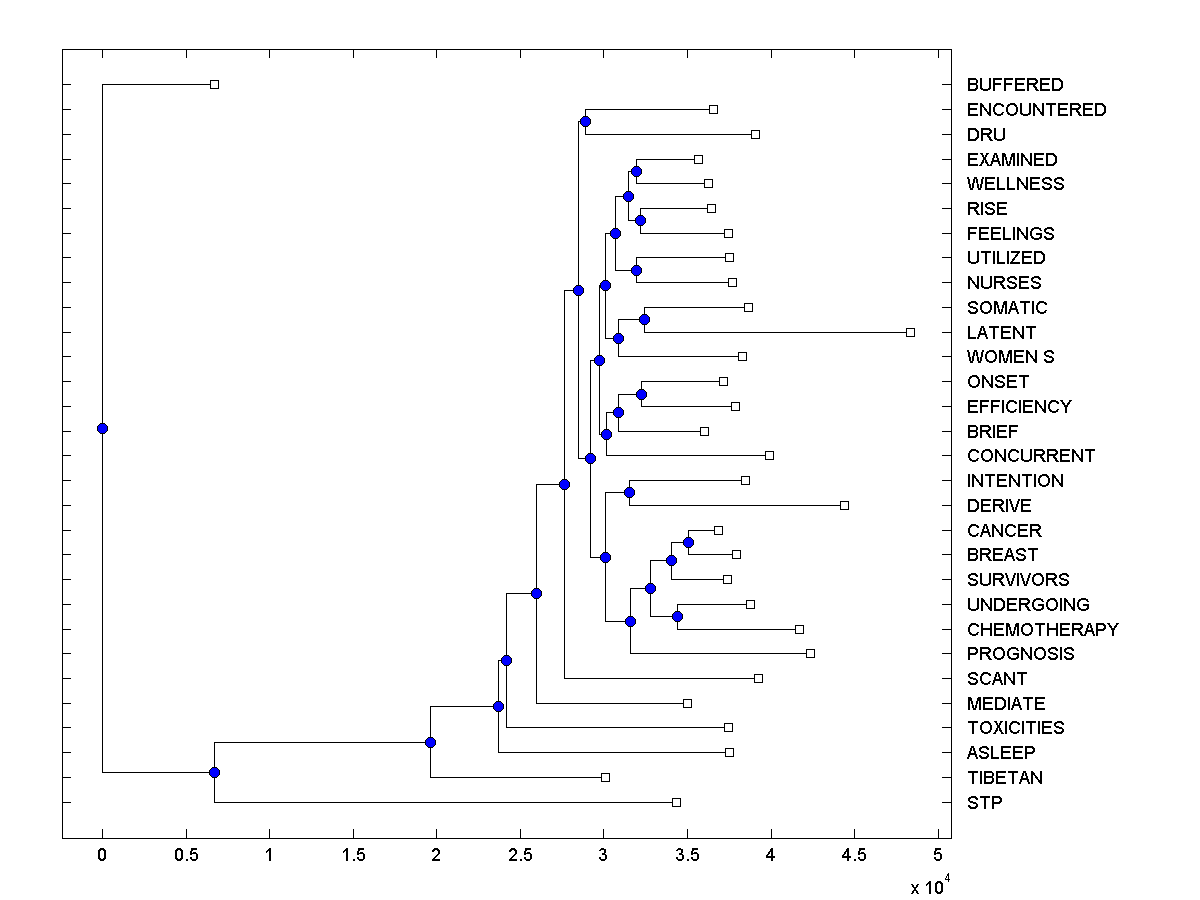 BUFFERED
ENCOUNTERED
DRU
EXAMINED
WELLNESS
RISE
FEELINGS
UTILIZED
NURSES
SOMATIC
LATENT
WOMEN S
ONSET
EFFICIENCY
BRIEF
CONCURRENT
INTENTION
DERIVE
CANCER
BREAST
SURVIVORS
UNDERGOING
CHEMOTHERAPY
PROGNOSIS
SCANT
MEDIATE
TOXICITIES
ASLEEP
TIBETAN
STP
0 0.5 1 1.5 2 2.5 3 3.5 4 4.5 5
x 10^4